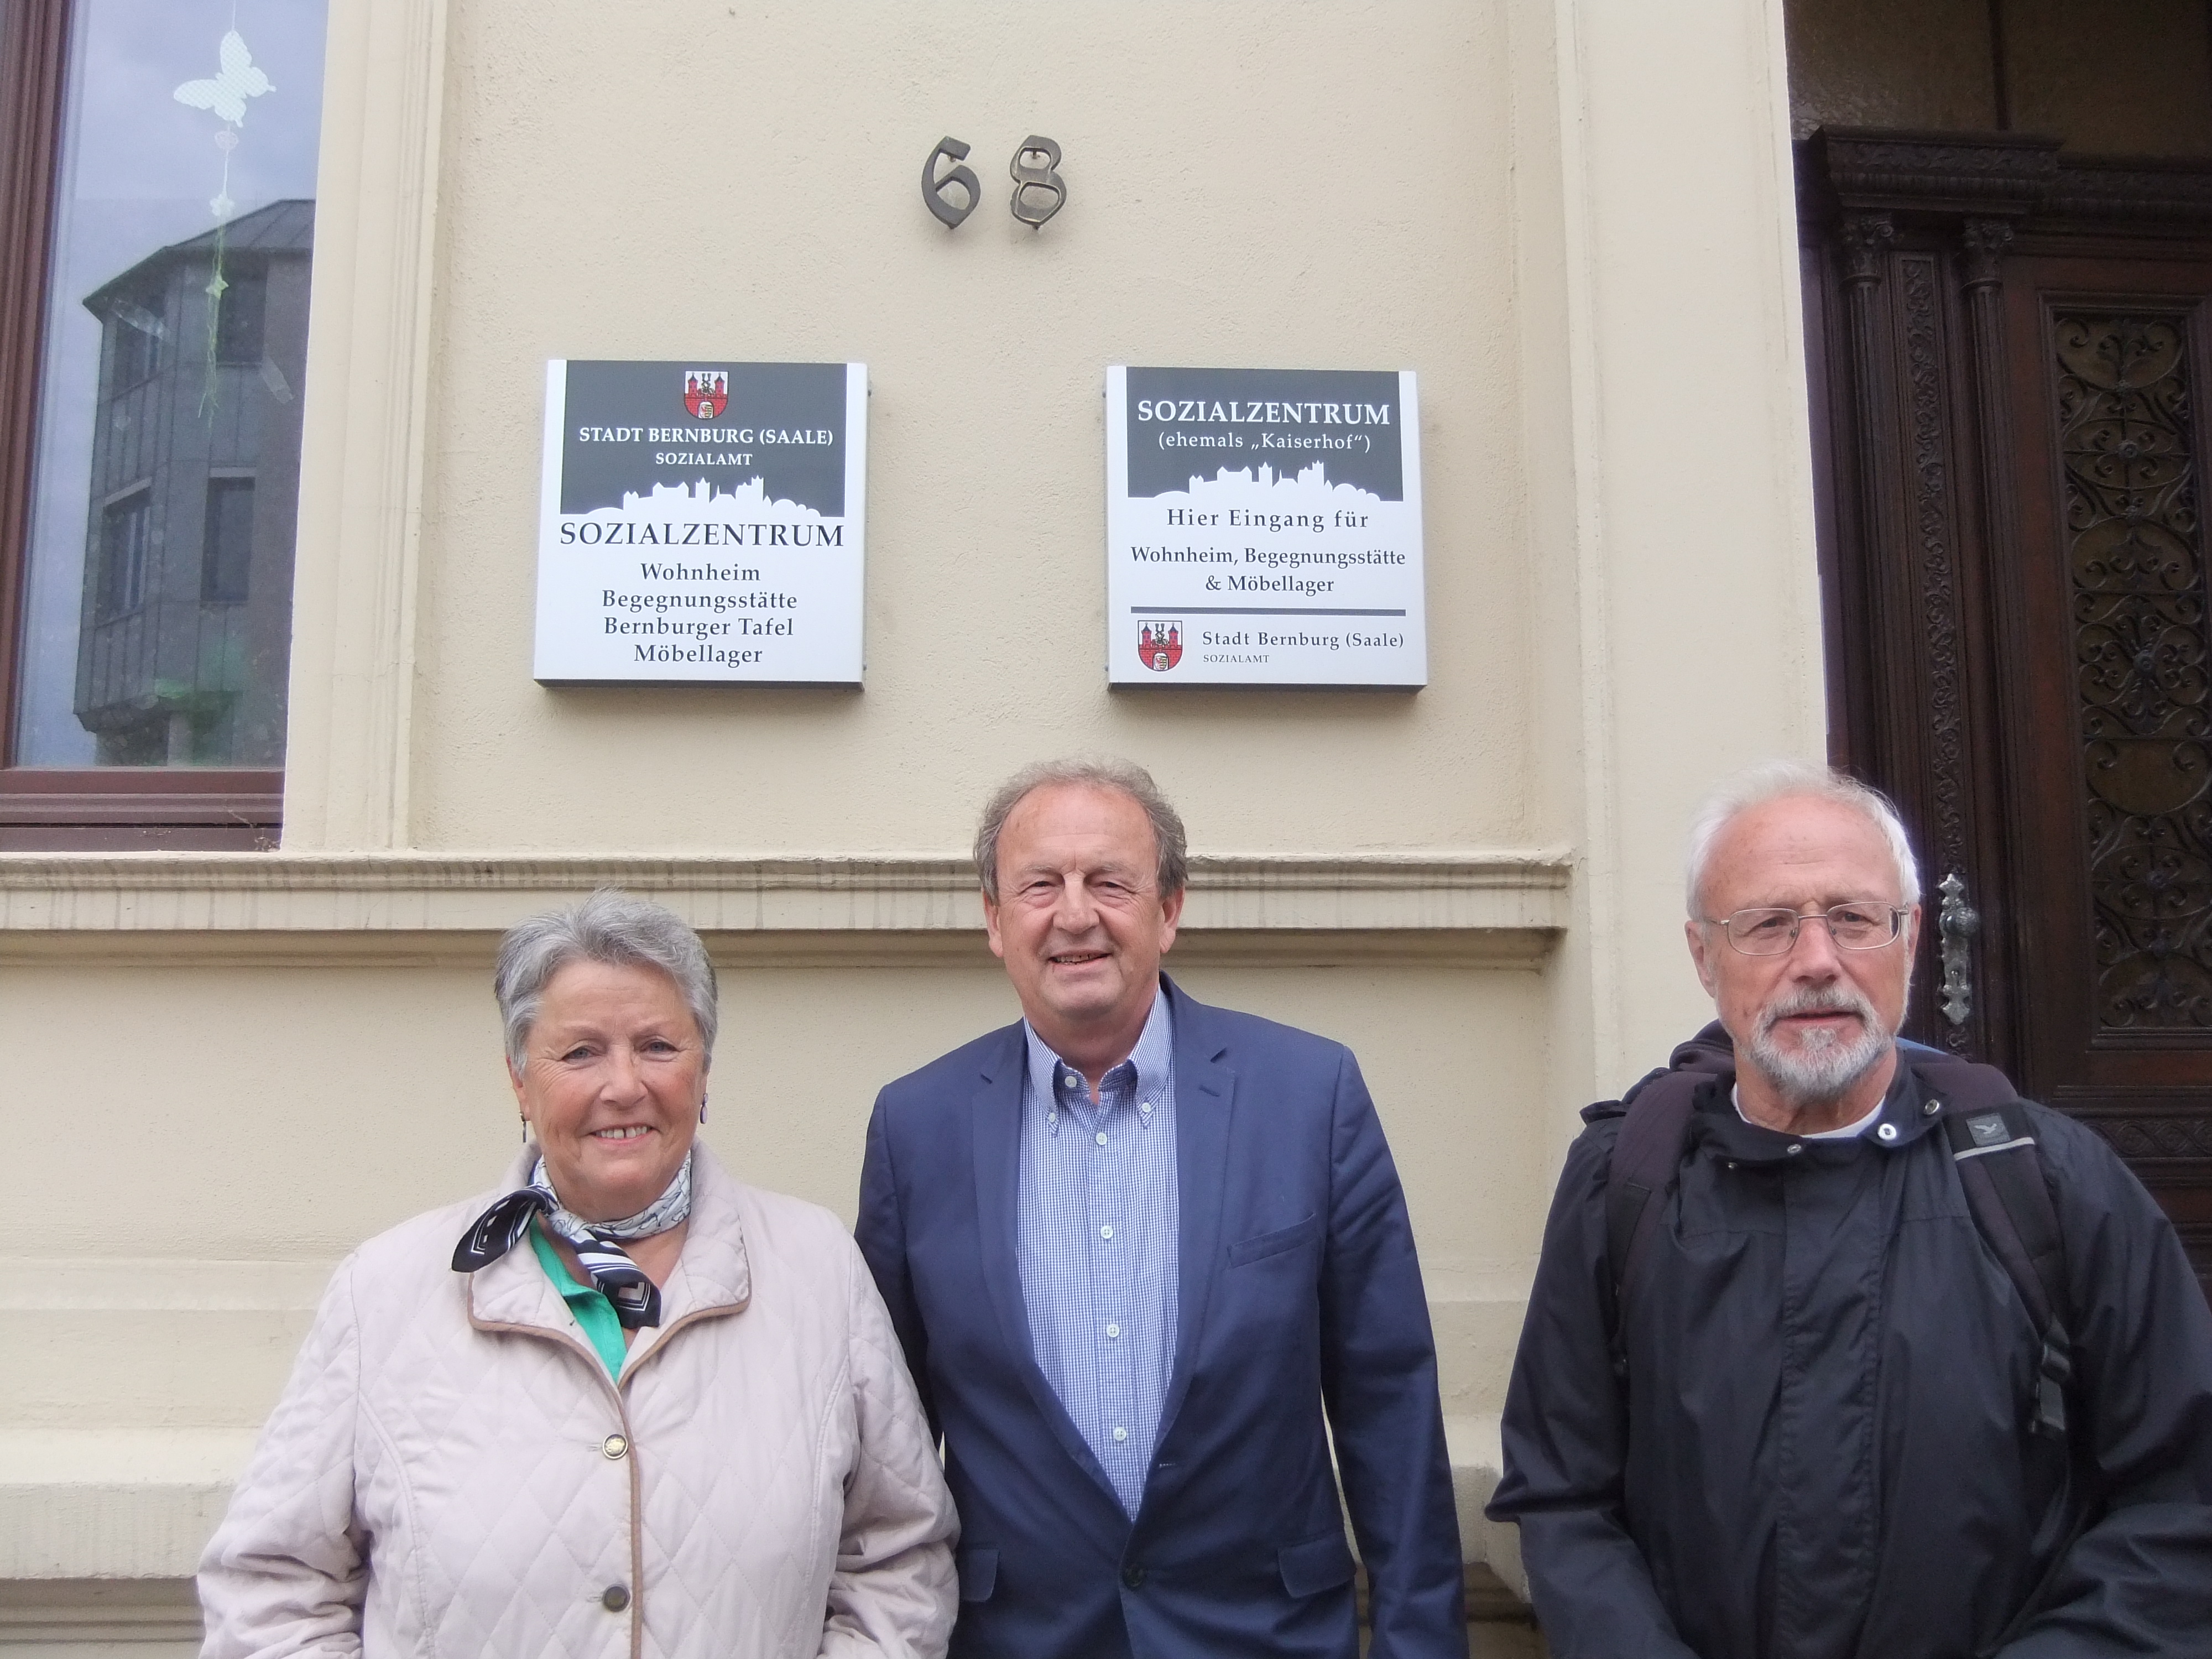 68
STADT BERNBURG (SAALE)
SOZIALAMT
SOZIALZENTRUM
Wohnheim
Begegnungsstätte
Bernburger Tafel
Möbellager
SOZIALZENTRUM
(ehemals „Kaiserhof“)
Hier Eingang für
Wohnheim, Begegnungsstätte
& Möbellager
Stadt Bernburg (Saale)
SOZIALAMT